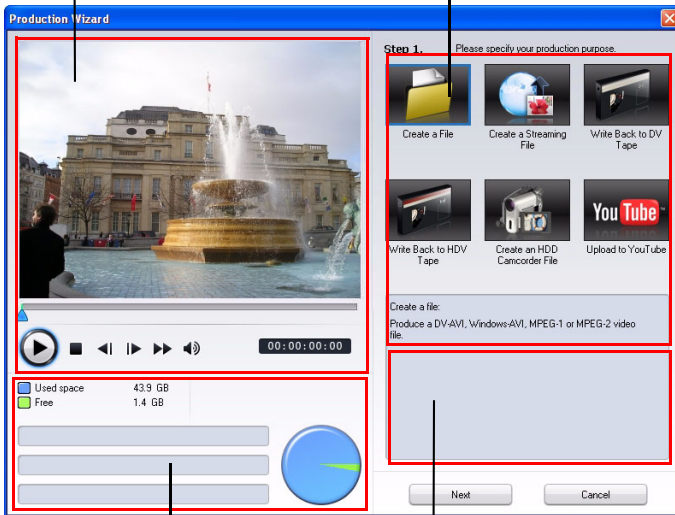 Production Wizard
Step 1. Please specify your production purpose.
Create a File
Create a Streaming
File
Write Back to DV
Tape
Write Back to HDV
Tape
Create an HDD
Camcorder File
You Tube
Upload to YouTube
Create a file:
Produce a DV-AVI, Windows-AVI, MPEG-1 or MPEG-2 video
file.
00:00:00:00
Used space 43.9 GB
Free 1.4 GB
Next
Cancel